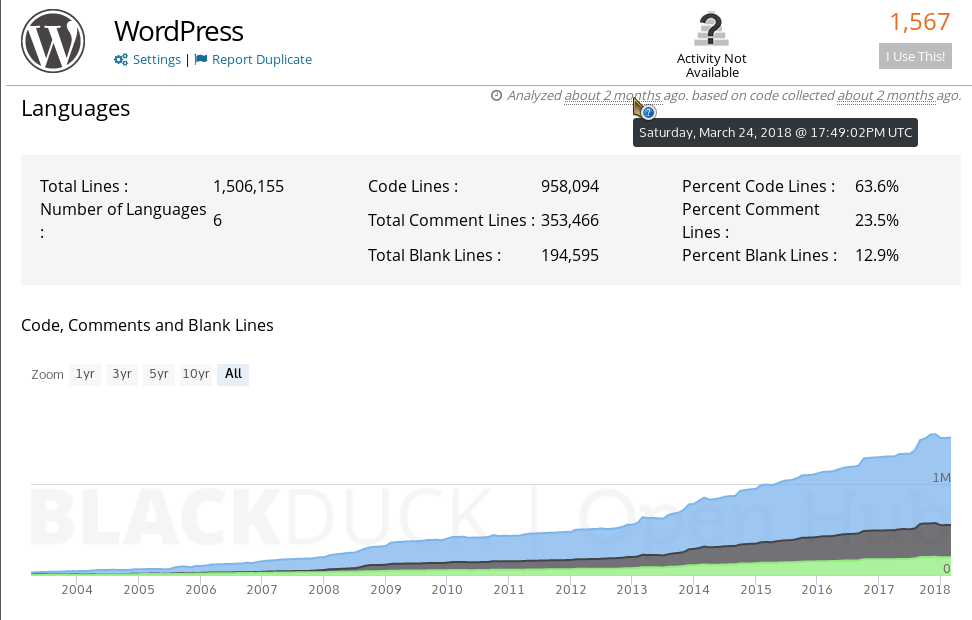 WordPress
Settings | Report Duplicate
Activity Not
Available
1,567
I Use This!
Analyzed about 2 months ago. based on code collected about 2 months ago.
Saturday, March 24, 2018 @ 17:49:02PM UTC
Languages
Total Lines : 1,506,155
Number of Languages
: 6
Code Lines : 958,094
Total Comment Lines : 353,466
Total Blank Lines : 194,595
Percent Code Lines : 63.6%
Percent Comment
Lines : 23.5%
Percent Blank Lines : 12.9%
Code, Comments and Blank Lines
Zoom 1yr 3yr 5yr 10yr All
1M
BLACKDUCK | Open Hub
0
2004 2005 2006 2007 2008 2009 2010 2011 2012 2013 2014 2015 2016 2017 2018